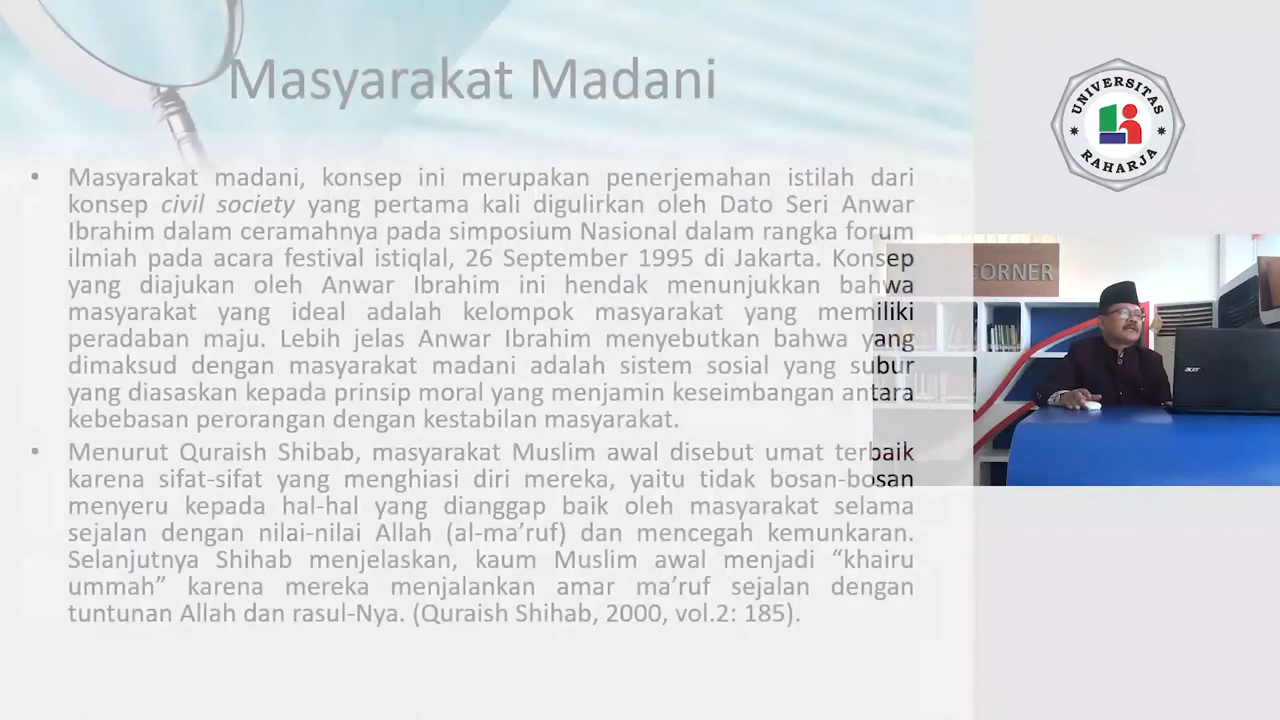 Masyarakat Madani
• Masyarakat madani, konsep ini merupakan penerjemahan istilah dari
konsep civil society yang pertama kali digulirkan oleh Dato Seri Anwar
Ibrahim dalam ceramahnya pada simposium Nasional dalam rangka forum
ilmiah pada acara festival istiqlal, 26 September 1995 di Jakarta. Konsep
yang diajukan oleh Anwar Ibrahim ini hendak menunjukkan bahwa
masyarakat yang ideal adalah kelompok masyarakat yang memiliki
peradaban maju. Lebih jelas Anwar Ibrahim menyebutkan bahwa yang
dimaksud dengan masyarakat madani adalah sistem sosial yang subur
yang diasaskan kepada prinsip moral yang menjamin keseimbangan antara
kebebasan perorangan dengan kestabilan masyarakat.
• Menurut Quraish Shibab, masyarakat Muslim awal disebut umat terbaik
karena sifat-sifat yang menghiasi diri mereka, yaitu tidak bosan-bosan
menyeru kepada hal-hal yang dianggap baik oleh masyarakat selama
sejalan dengan nilai-nilai Allah (al-ma’ruf) dan mencegah kemunkaran.
Selanjutnya Shihab menjelaskan, kaum Muslim awal menjadi “khairu
ummah” karena mereka menjalankan amar ma’ruf sejalan dengan
tuntunan Allah dan rasul-Nya. (Quraish Shihab, 2000, vol.2: 185).
UNIVERSITAS
RAHARJA
CORNER
acer